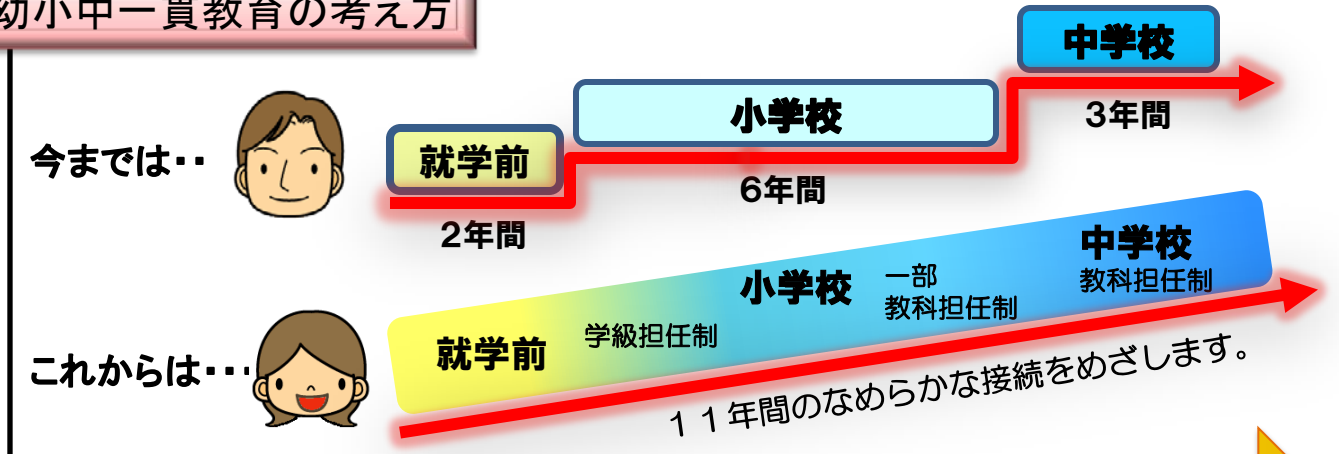 幼小中一貫教育の考え方
中学校
小学校
3年間
今までは・・
就学前
6年間
2年間
中学校
小学校
一部
教科担任制
教科担任制
学級担任制
就学前
これからは・・・
11年間のなめらかな接続をめざします。